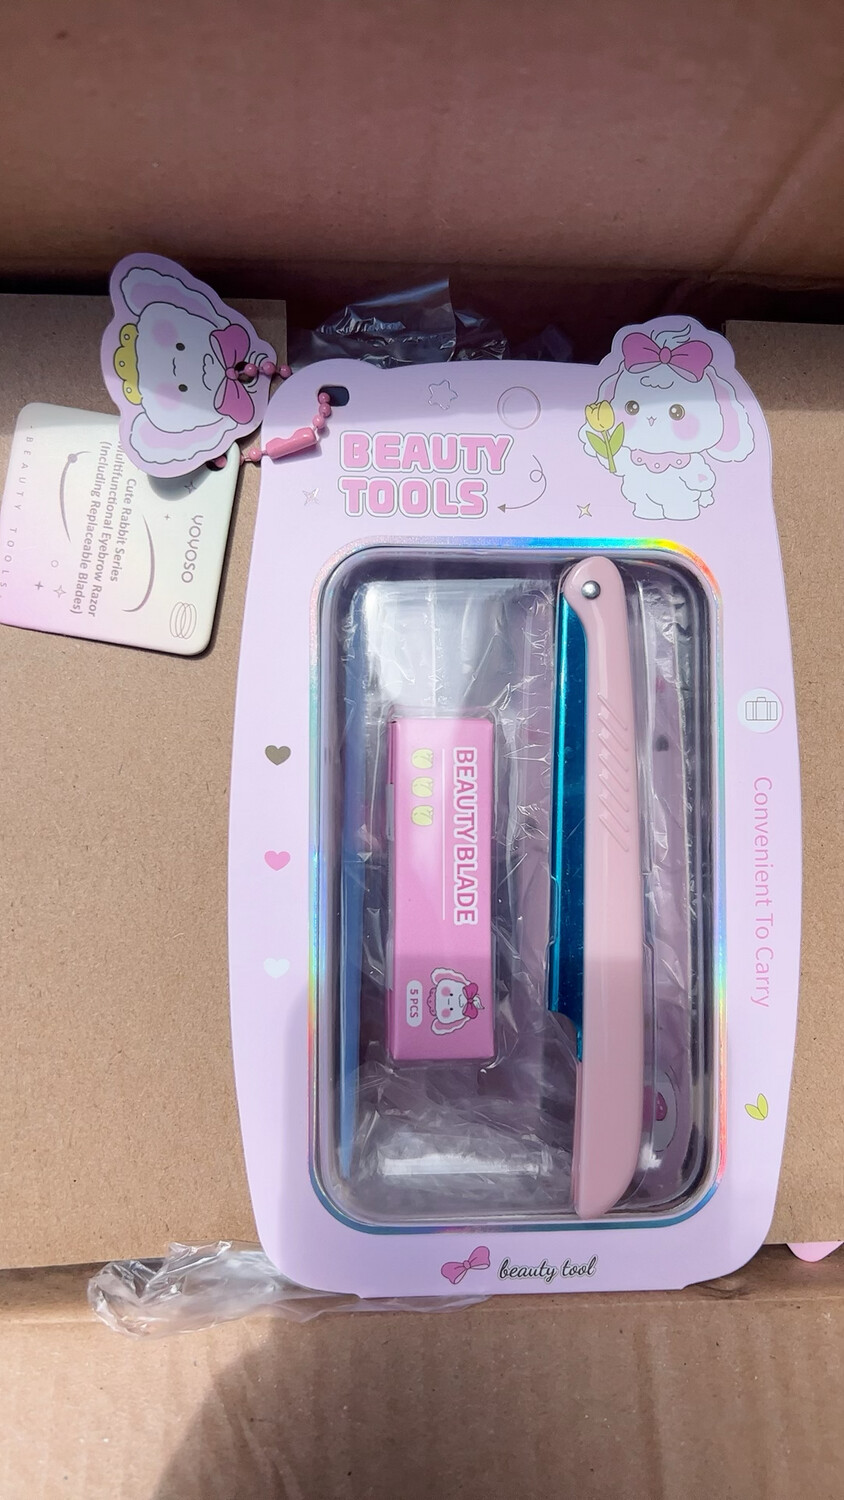 BEAUTY
TOOLS
YOYOSO
Cute Rabbit Series
Multifunctional Eyebrow Razor
(Including Replaceable Blades)
BEAUTY TOOLS
BEAUTY BLADE
5 PCS
Convenient To Carry
beauty tool